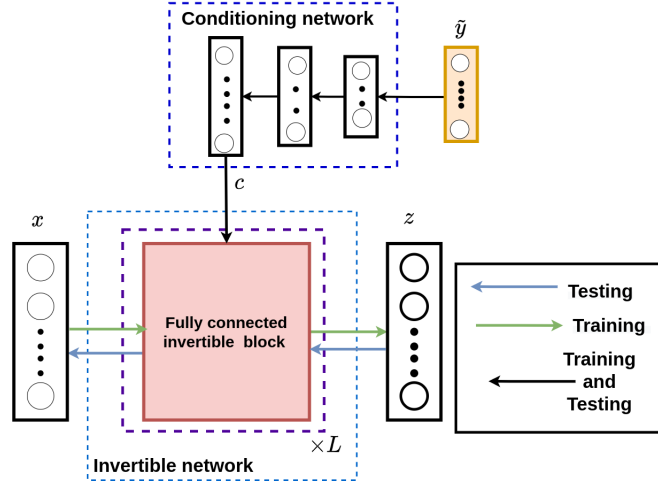 Conditioning network
ỹ
c
x
z
Fully connected
invertible block
×L
Invertible network
Testing
Training
Training
and
Testing